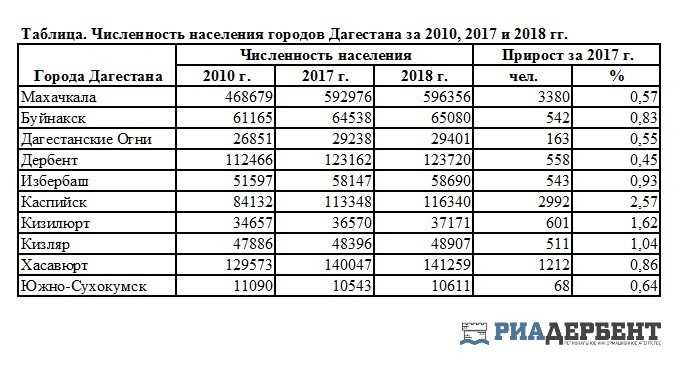 Таблица. Численность населения городов Дагестана за 2010, 2017 и 2018 гг.
Города Дагестана Численность населения Прирост за 2017 г.
2010 г. 2017 г. 2018 г. чел. %
Махачкала 468679 592976 596356 3380 0,57
Буйнакск 61165 64538 65080 542 0,83
Дагестанские Огни 26851 29238 29401 163 0,55
Дербент 112466 123162 123720 558 0,45
Избербаш 51597 58147 58690 543 0,93
Каспийск 84132 113348 116340 2992 2,57
Кизилюрт 34657 36570 37171 601 1,62
Кизляр 47886 48396 48907 511 1,04
Хасавюрт 129573 140047 141259 1212 0,86
Южно-Сухокумск 11090 10543 10611 68 0,64
РИАДЕРБЕНТ
РЕГИОНАЛЬНОЕ ИНФОРМАЦИОННОЕ АГЕНТСТВО